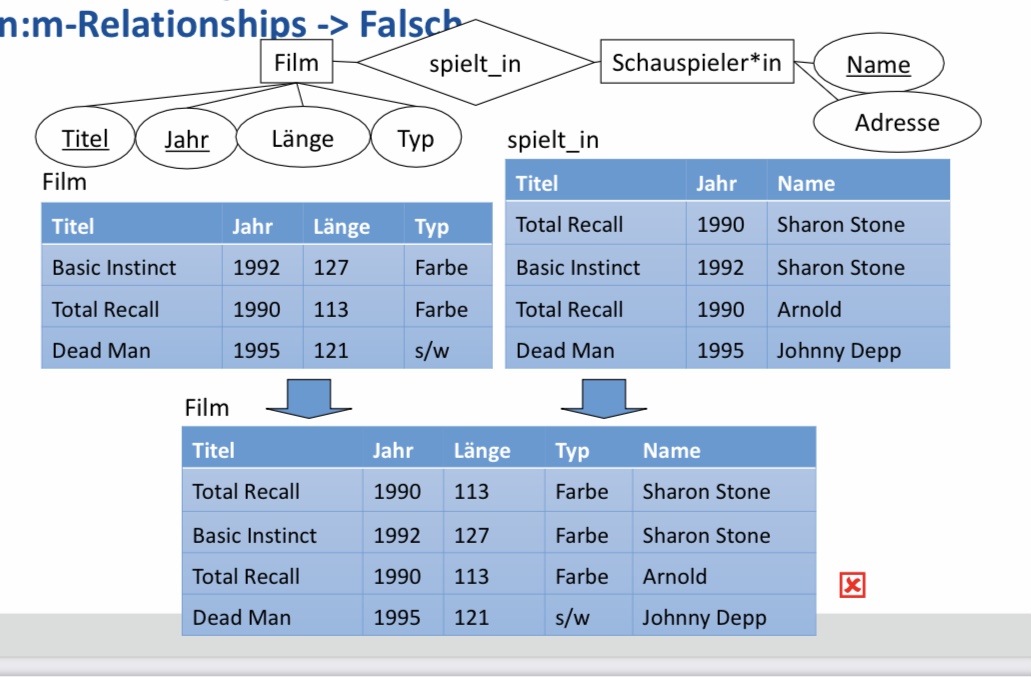 n:m-Relationships -> Falsch
Film
spielt_in
Schauspieler*in
Name
Adresse
Titel
Jahr
Länge
Typ
Film
Titel Jahr Länge Typ
Basic Instinct 1992 127 Farbe
Total Recall 1990 113 Farbe
Dead Man 1995 121 s/w
spielt_in
Titel Jahr Name
Total Recall 1990 Sharon Stone
Basic Instinct 1992 Sharon Stone
Total Recall 1990 Arnold
Dead Man 1995 Johnny Depp
Film
Titel Jahr Länge Typ Name
Total Recall 1990 113 Farbe Sharon Stone
Basic Instinct 1992 127 Farbe Sharon Stone
Total Recall 1990 113 Farbe Arnold
Dead Man 1995 121 s/w Johnny Depp